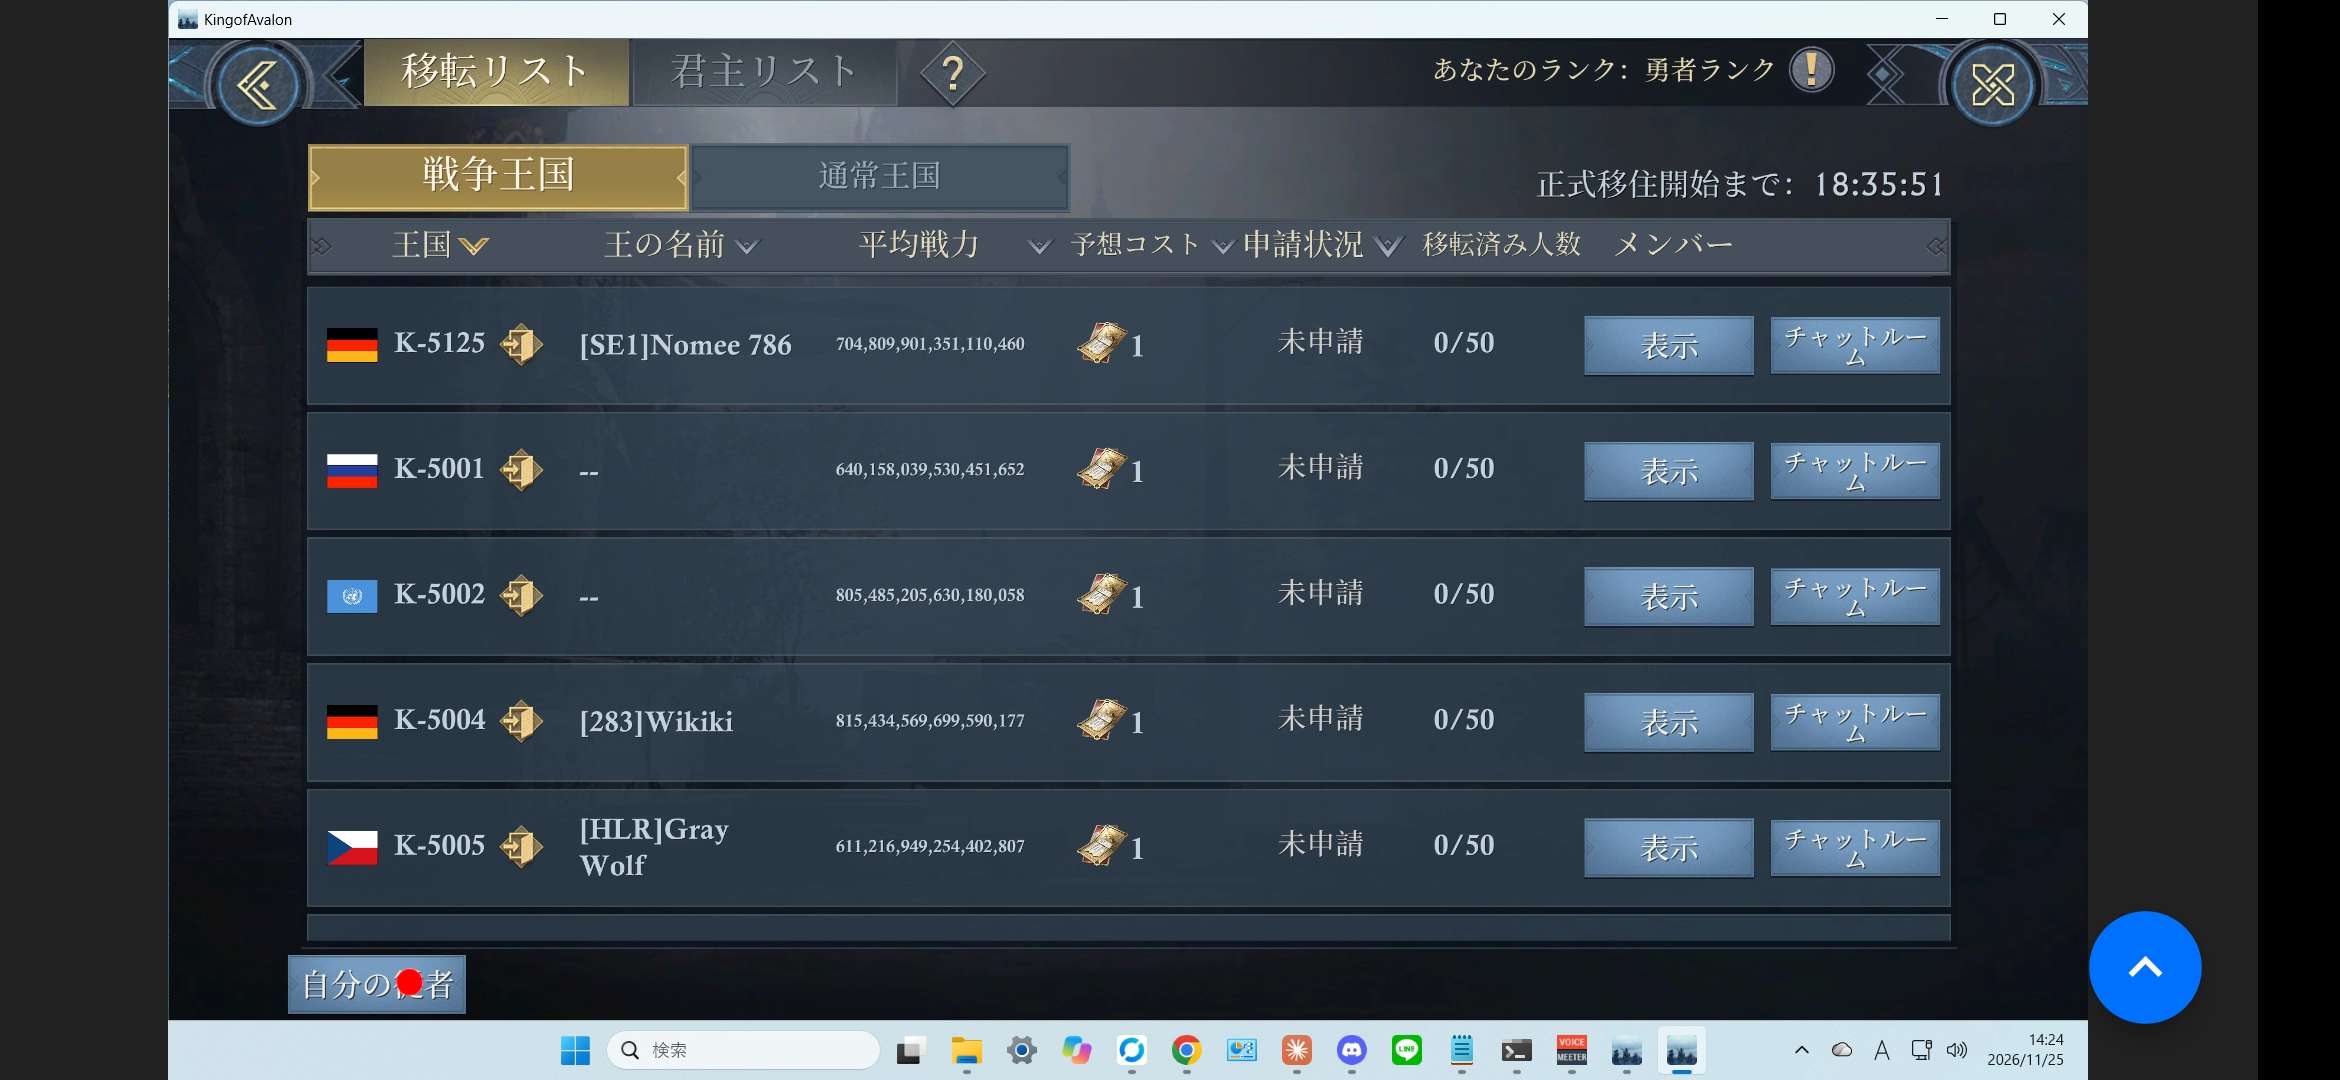 KingofAvalon
移転リスト
君主リスト
?
あなたのランク: 勇者ランク
戦争王国
通常王国
正式移住開始まで: 18:35:51
王国 王の名前 平均戦力 予想コスト 申請状況 移転済み人数 メンバー
K-5125 [SE1]Nomee 786 704,809,901,351,110,460 1 未申請 0/50 表示 チャットルー
ム
K-5001 -- 640,158,039,530,451,652 1 未申請 0/50 表示 チャットルー
ム
K-5002 -- 805,485,205,630,180,058 1 未申請 0/50 表示 チャットルー
ム
K-5004 [283]Wikiki 815,434,569,699,590,177 1 未申請 0/50 表示 チャットルー
ム
K-5005 [HLR]Gray
Wolf 611,216,949,254,402,807 1 未申請 0/50 表示 チャットルー
ム
自分の従者
検索
LINE
VOICE
MEETER
A
14:24
2026/11/25